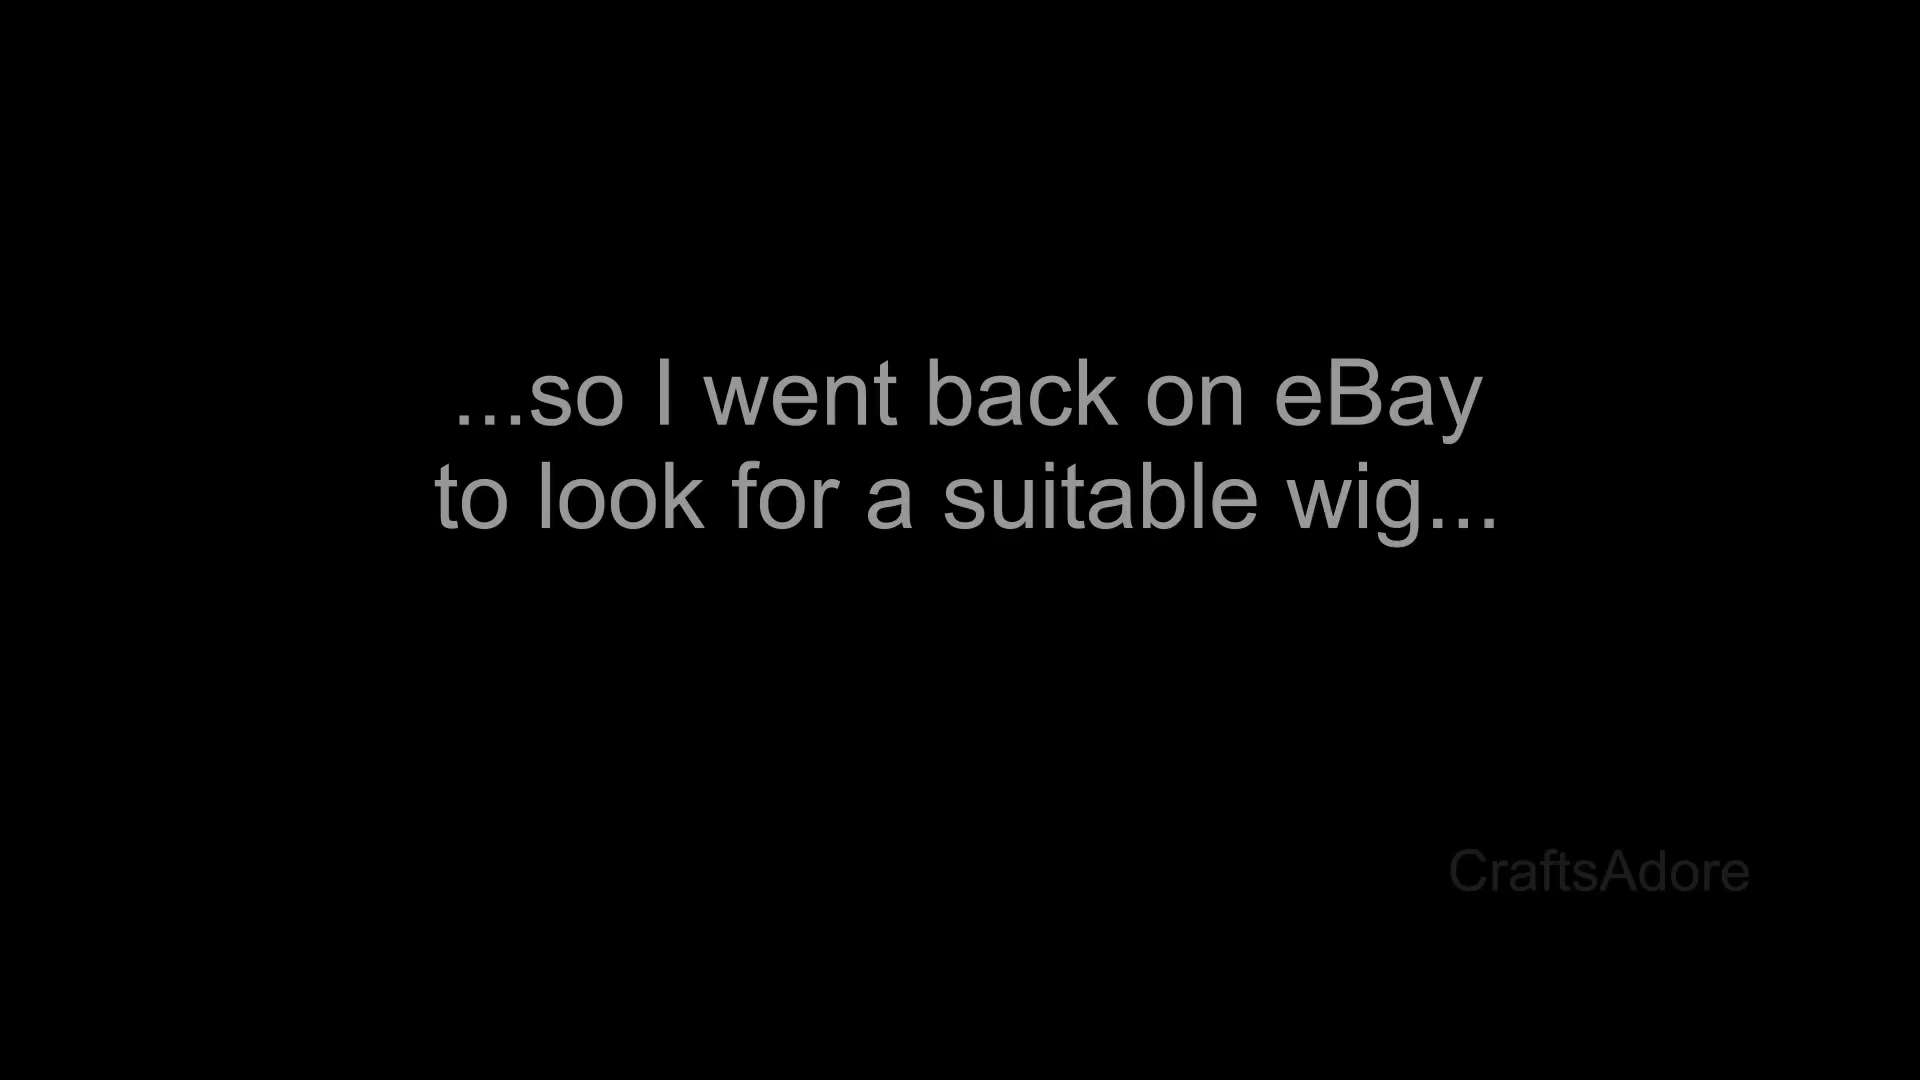 ...so I went back on eBay
to look for a suitable wig...
CraftsAdore